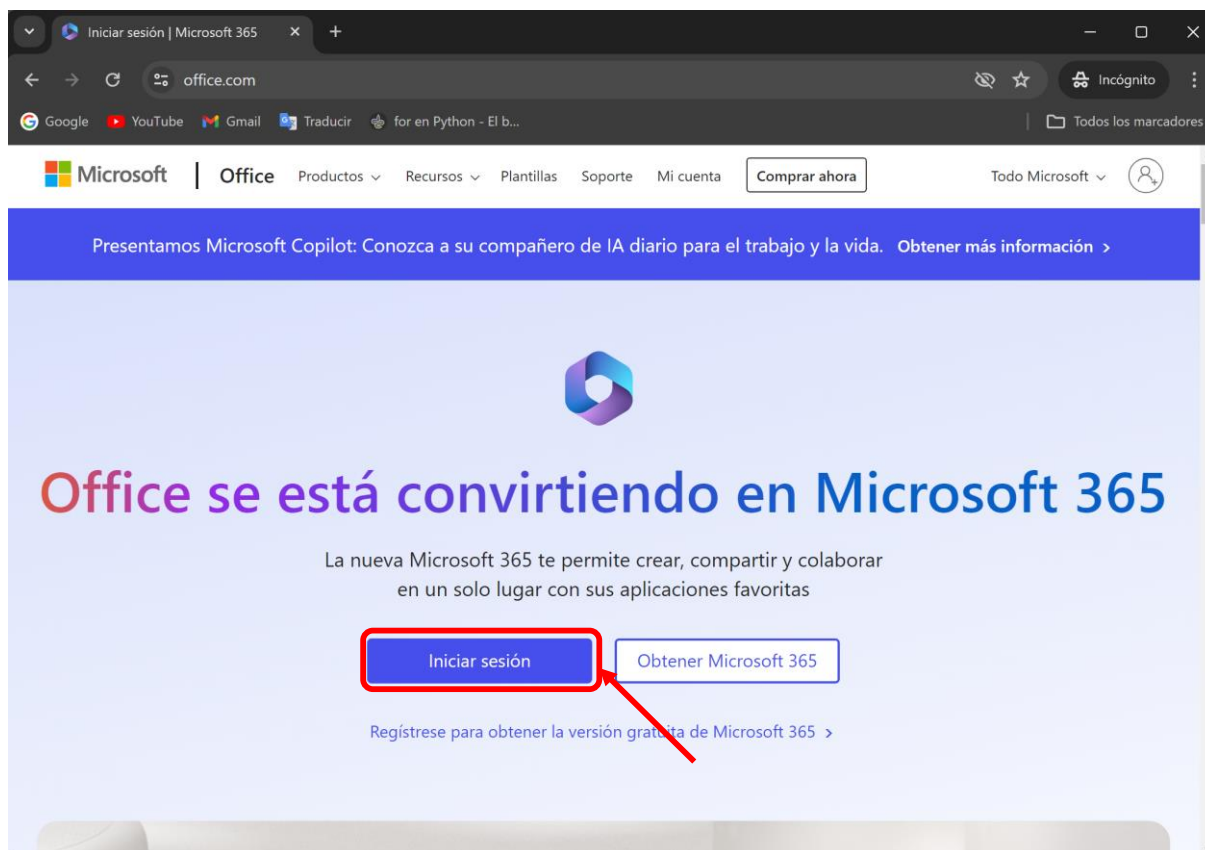 Iniciar sesión | Microsoft 365
office.com
Incógnito
Google YouTube Gmail Traducir for en Python - El b... Todos los marcadores
Microsoft | Office Productos Recursos Plantillas Soporte Mi cuenta Comprar ahora Todo Microsoft
Presentamos Microsoft Copilot: Conozca a su compañero de IA diario para el trabajo y la vida. Obtener más información >
Office se está convirtiendo en Microsoft 365
La nueva Microsoft 365 te permite crear, compartir y colaborar
en un solo lugar con sus aplicaciones favoritas
Iniciar sesión Obtener Microsoft 365
Regístrese para obtener la versión gratuita de Microsoft 365 >